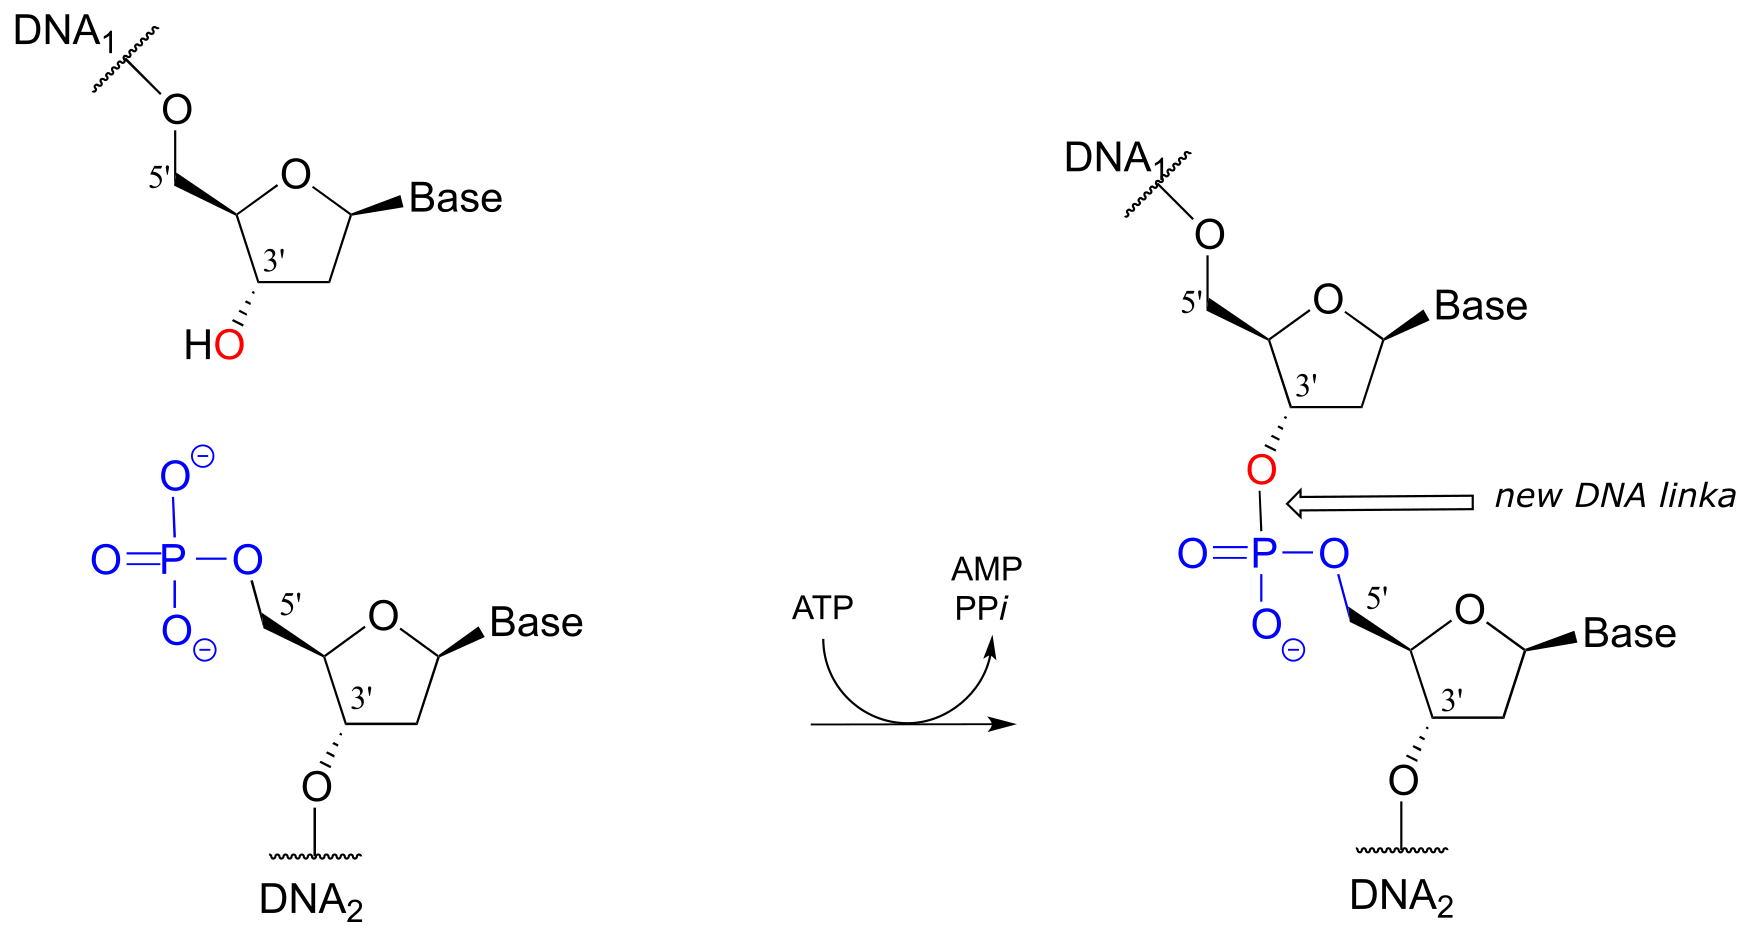 DNA₁
O
5'
O
Base
3'
HO
O⊖
O=P-O
O⊖
5'
O
Base
3'
O
DNA₂
ATP
AMP
PPi
DNA₁
O
5'
O
Base
3'
O
new DNA linka
O=P-O
O⊖
5'
O
Base
3'
O
DNA₂